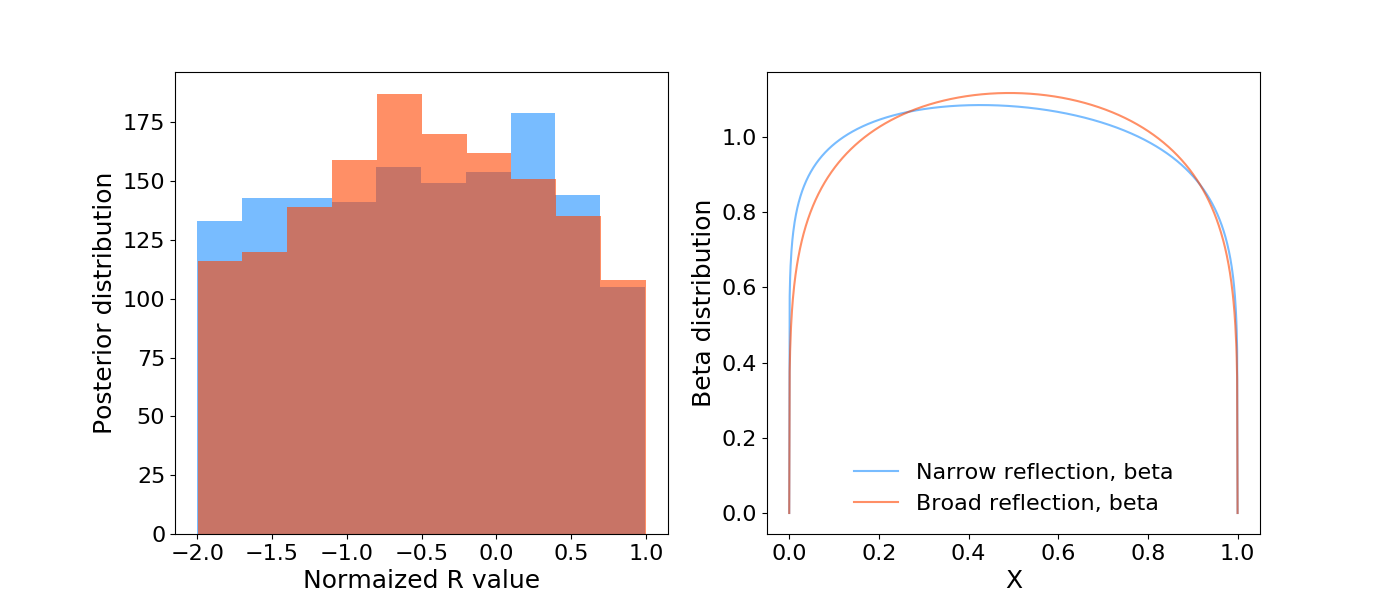 Posterior distribution
175
150
125
100
75
50
25
0
−2.0 −1.5 −1.0 −0.5 0.0 0.5 1.0
Normaized R value
Beta distribution
1.0
0.8
0.6
0.4
0.2
0.0
Narrow reflection, beta
Broad reflection, beta
0.0 0.2 0.4 0.6 0.8 1.0
X